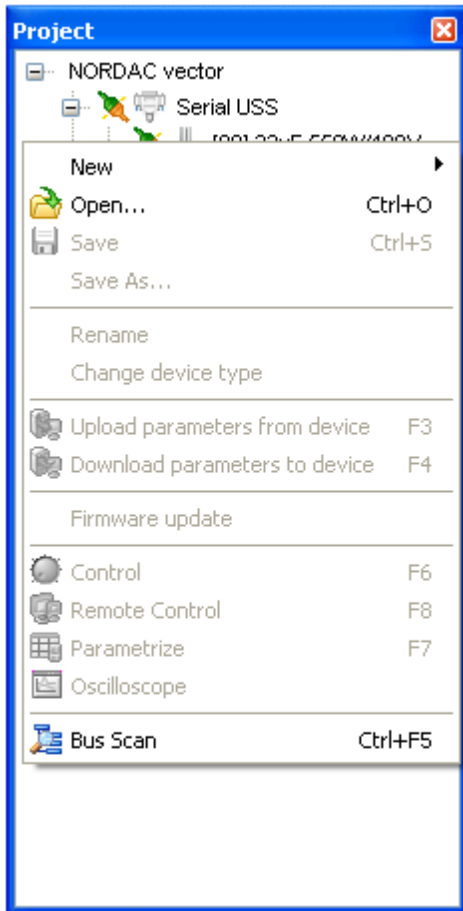 Project
NORDAC vector
Serial USS
New
Open... Ctrl+O
Save Ctrl+S
Save As...
Rename
Change device type
Upload parameters from device F3
Download parameters to device F4
Firmware update
Control F6
Remote Control F8
Parametrize F7
Oscilloscope
Bus Scan Ctrl+F5